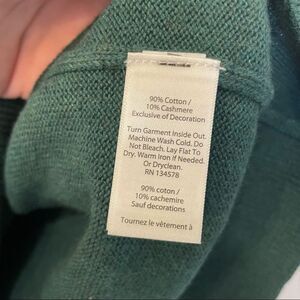 90% Cotton /
10% Cashmere
Exclusive of Decoration
Turn Garment Inside Out.
Machine Wash Cold. Do
Not Bleach. Lay Flat To
Dry. Warm Iron if Needed.
Or Dryclean.
RN 134578
90% coton /
10% cachemire
Sauf decorations
Tournez le vêtement à